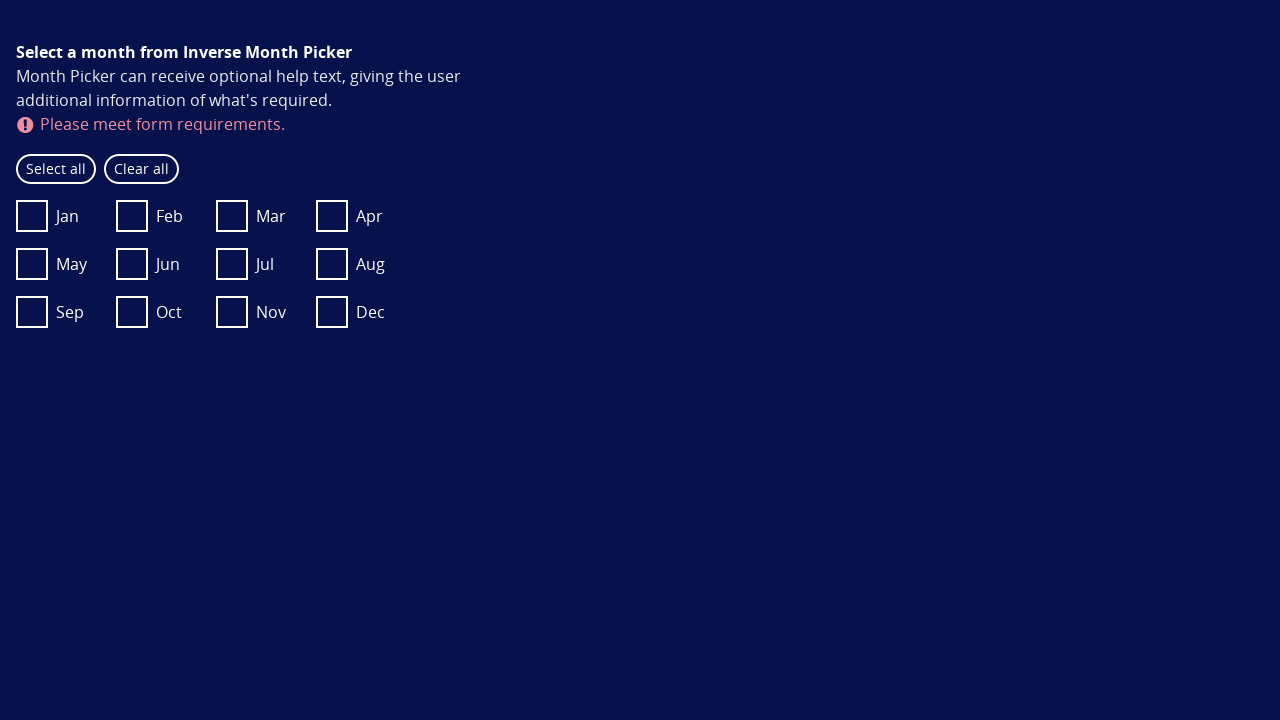 Select a month from Inverse Month Picker
Month Picker can receive optional help text, giving the user
additional information of what's required.
Please meet form requirements.
Select all Clear all
Jan Feb Mar Apr
May Jun Jul Aug
Sep Oct Nov Dec